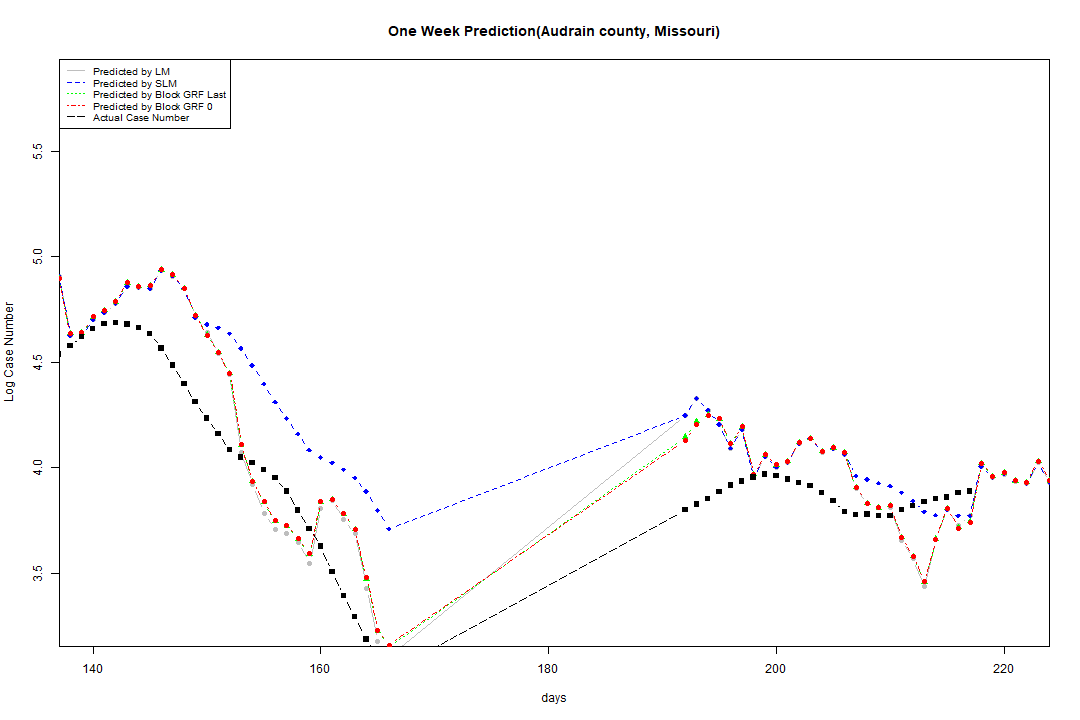 One Week Prediction(Audrain county, Missouri)
Predicted by LM
Predicted by SLM
Predicted by Block GRF Last
Predicted by Block GRF 0
Actual Case Number
5.5
5.0
4.5
4.0
3.5
Log Case Number
140 160 180 200 220
days